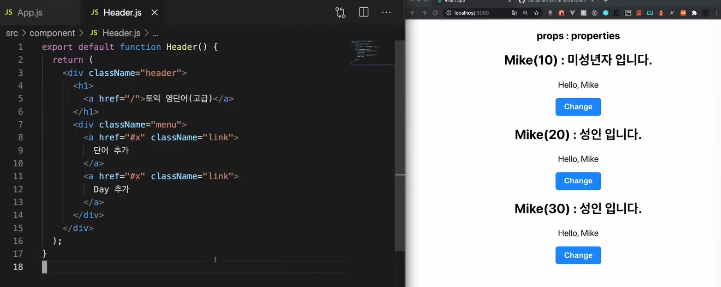 App.js
Header.js
src > component > Header.js > ...
1 export default function Header() {
2 return (
3 <div className="header">
4 <h1>
5 <a href="/">토익 영단어(고급)</a>
6 </h1>
7 <div className="menu">
8 <a href="#x" className="link">
9 단어 추가
10 </a>
11 <a href="#x" className="link">
12 Day 추가
13 </a>
14 </div>
15 </div>
16 );
17 }
18
localhost:3000
props : properties
Mike(10) : 미성년자 입니다.
Hello, Mike
Change
Mike(20) : 성인 입니다.
Hello, Mike
Change
Mike(30) : 성인 입니다.
Hello, Mike
Change